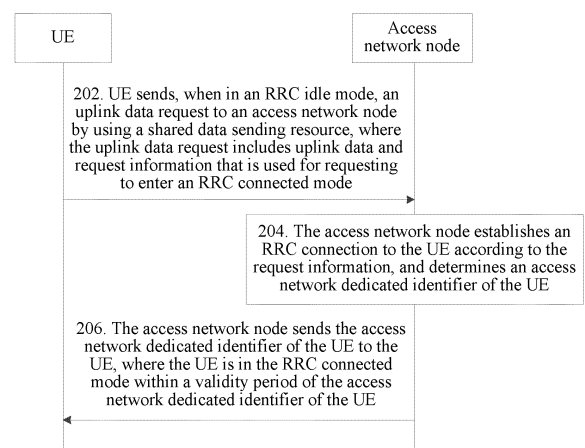 UE
Access
network node
202. UE sends, when in an RRC idle mode, an
uplink data request to an access network node
by using a shared data sending resource, where
the uplink data request includes uplink data and
request information that is used for requesting
to enter an RRC connected mode
204. The access network node establishes an
RRC connection to the UE according to the
request information, and determines an access
network dedicated identifier of the UE
206. The access network node sends the access
network dedicated identifier of the UE to the
UE, where the UE is in the RRC connected
mode within a validity period of the access
network dedicated identifier of the UE